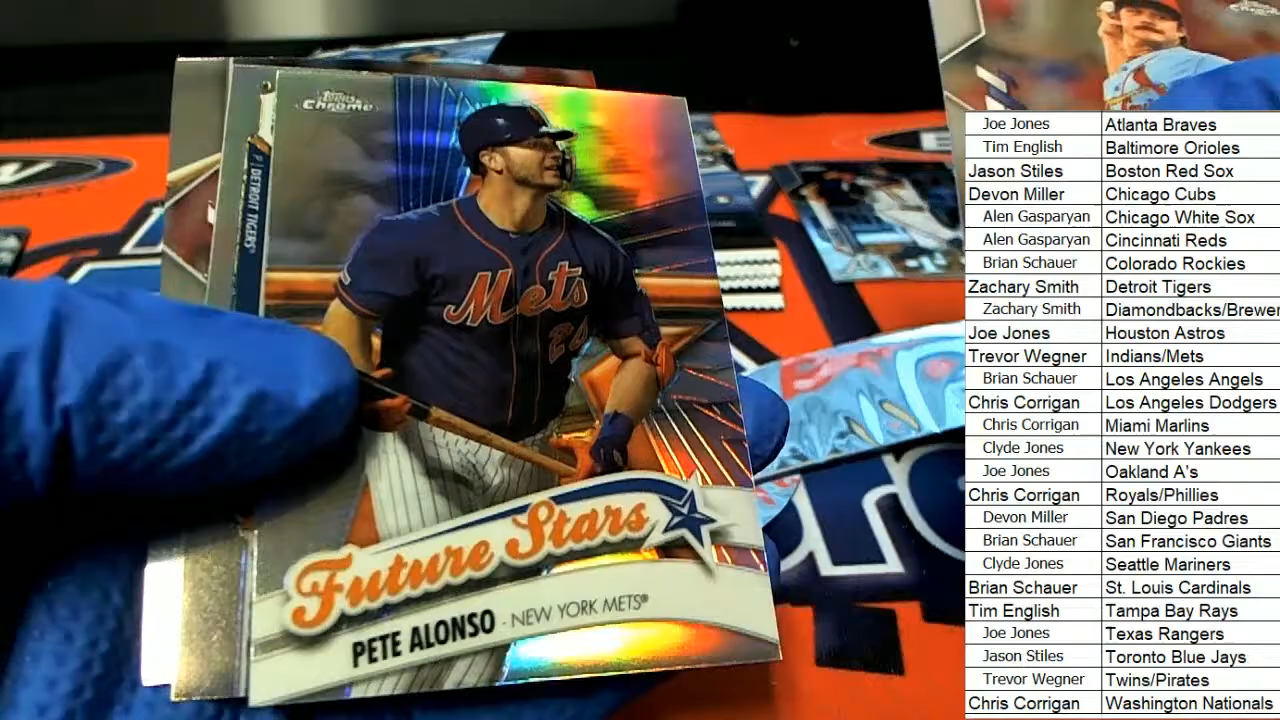 Topps
Chrome
P | DETROIT TIGERS®
Mets
Future Stars
PETE ALONSO - NEW YORK METS®
Joe Jones Atlanta Braves
Tim English Baltimore Orioles
Jason Stiles Boston Red Sox
Devon Miller Chicago Cubs
Alen Gasparyan Chicago White Sox
Alen Gasparyan Cincinnati Reds
Brian Schauer Colorado Rockies
Zachary Smith Detroit Tigers
Zachary Smith Diamondbacks/Brewer
Joe Jones Houston Astros
Trevor Wegner Indians/Mets
Brian Schauer Los Angeles Angels
Chris Corrigan Los Angeles Dodgers
Chris Corrigan Miami Marlins
Clyde Jones New York Yankees
Joe Jones Oakland A's
Chris Corrigan Royals/Phillies
Devon Miller San Diego Padres
Brian Schauer San Francisco Giants
Clyde Jones Seattle Mariners
Brian Schauer St. Louis Cardinals
Tim English Tampa Bay Rays
Joe Jones Texas Rangers
Jason Stiles Toronto Blue Jays
Trevor Wegner Twins/Pirates
Chris Corrigan Washington Nationals